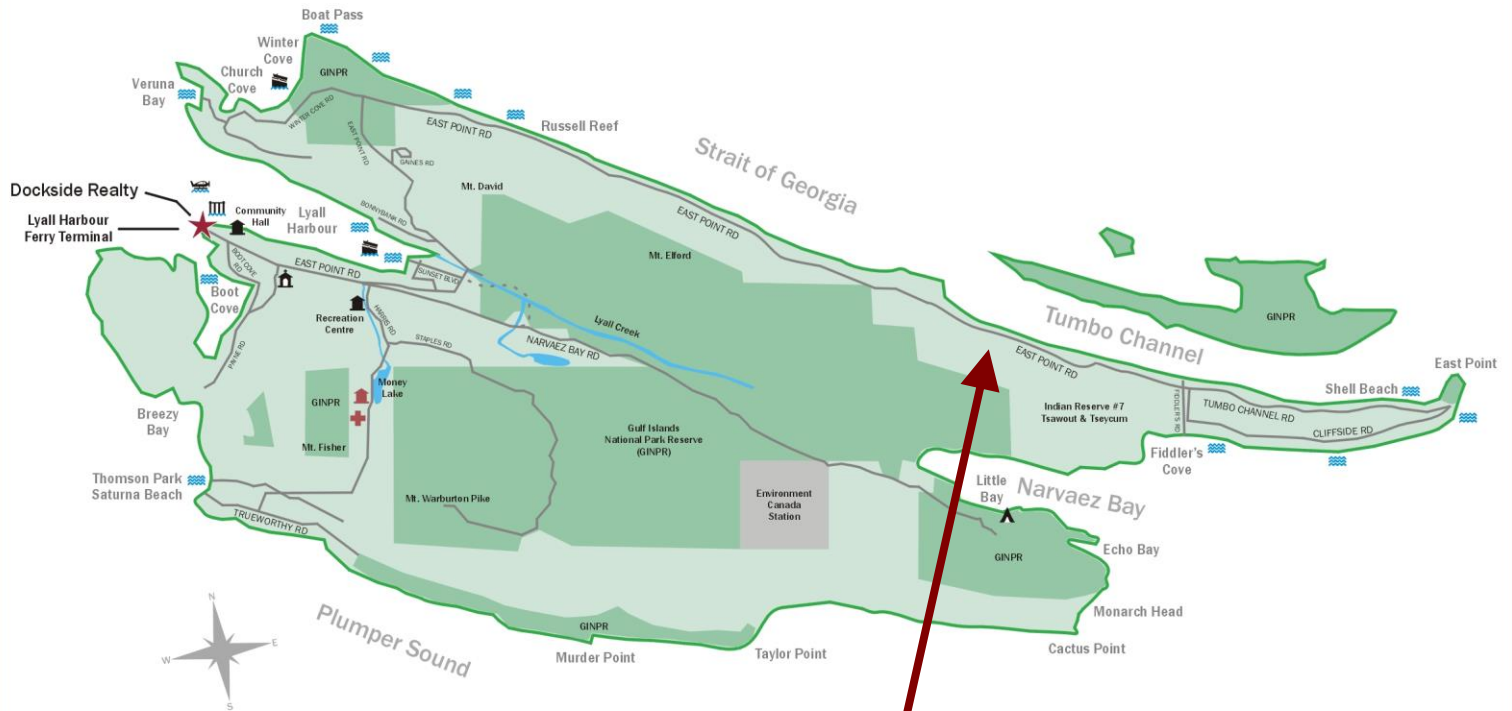 Boat Pass
Winter
Cove
Church
Cove
Veruna
Bay
GINPR
WINTER COVE RD
EAST POINT RD
EAST POINT RD
Russell Reef
GAINES RD
Strait of Georgia
Mt. David
Dockside Realty
Lyall Harbour
Ferry Terminal
Community
Hall
Lyall
Harbour
BONNYBANK RD
EAST POINT RD
Mt. Elford
BOOT COVE
RD
EAST POINT RD
SUNSET BLVD
Boot
Cove
Recreation
Centre
HARRIS RD
STAPLES RD
NARVAEZ BAY RD
Lyall Creek
Tumbo Channel
GINPR
EAST POINT RD
East Point
Shell Beach
PAYNE RD
Money
Lake
GINPR
Mt. Fisher
Breezy
Bay
Gulf Islands
National Park Reserve
(GINPR)
Indian Reserve #7
Tsawout & Tseycum
FIDDLER'S RD
TUMBO CHANNEL RD
CLIFFSIDE RD
Fiddler's
Cove
Thomson Park
Saturna Beach
Mt. Warburton Pike
Environment
Canada
Station
Little
Bay
Narvaez Bay
TRUEWORTHY RD
Echo Bay
GINPR
Monarch Head
Plumper Sound
GINPR
Murder Point
Taylor Point
Cactus Point
N
W
E
S